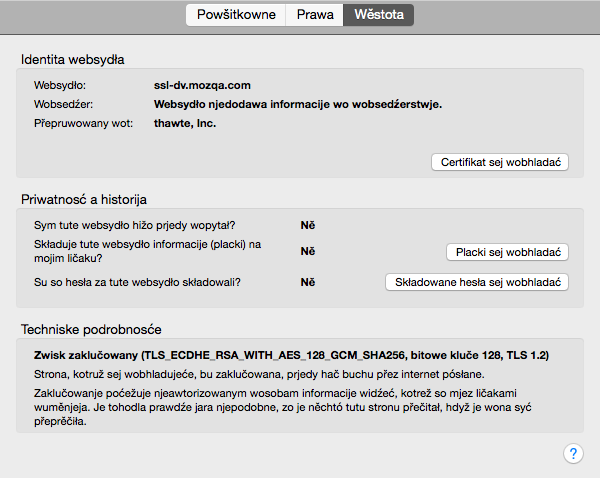 Powšitkowne Prawa Wěstota
Identita websydła
Websydło: ssl-dv.mozqa.com
Wobsedźer: Websydło njedodawa informacije wo wobsedźerstwje.
Přepruwowany wot: thawte, Inc.
Certifikat sej wobhladać
Priwatnosć a historija
Sym tute websydło hižo prjedy wopytał? Ně
Składuje tute websydło informacije (placki) na
mojim ličaku? Ně Placki sej wobhladać
Su so hesła za tute websydło składowali? Ně Składowane hesła sej wobhladać
Techniske podrobnosće
Zwisk zaklučowany (TLS_ECDHE_RSA_WITH_AES_128_GCM_SHA256, bitowe kluče 128, TLS 1.2)
Strona, kotruž sej wobhladujeće, bu zaklučowana, prjedy hač buchu přez internet pósłane.
Zaklučowanje poćežuje njeawtorizowanym wosobam informacije widźeć, kotrež so mjez ličakami
wuměnjeja. Je tohodla prawdźe jara njepodobne, zo je něchtó tutu stronu přečitał, hdyž je wona syć
přeprěčiła.
?